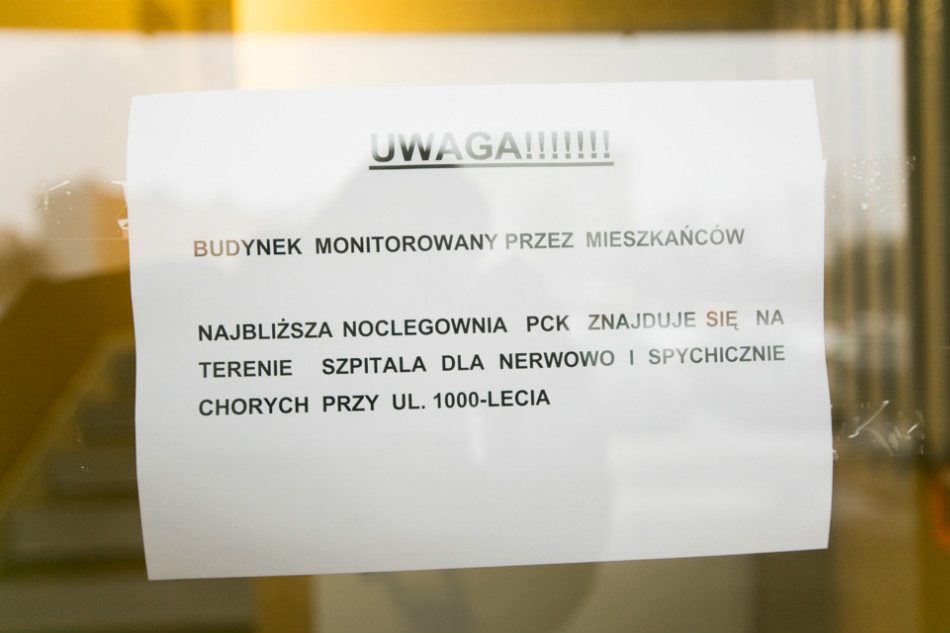 UWAGA!!!!!!!
BUDYNEK MONITOROWANY PRZEZ MIESZKAŃCÓW
NAJBLIŻSZA NOCLEGOWNIA PCK ZNAJDUJE SIĘ NA
TERENIE SZPITALA DLA NERWOWO I SPYCHICZNIE
CHORYCH PRZY UL. 1000-LECIA